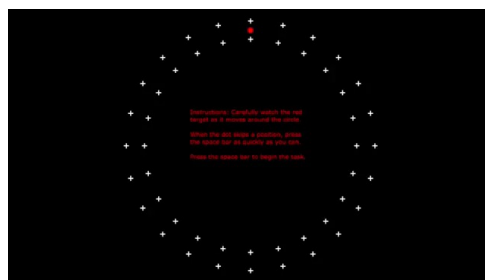 Instructions: Carefully watch the red
target as it moves around the circle.
When the dot skips a position, press
the space bar as quickly as you can.
Press the space bar to begin the task.